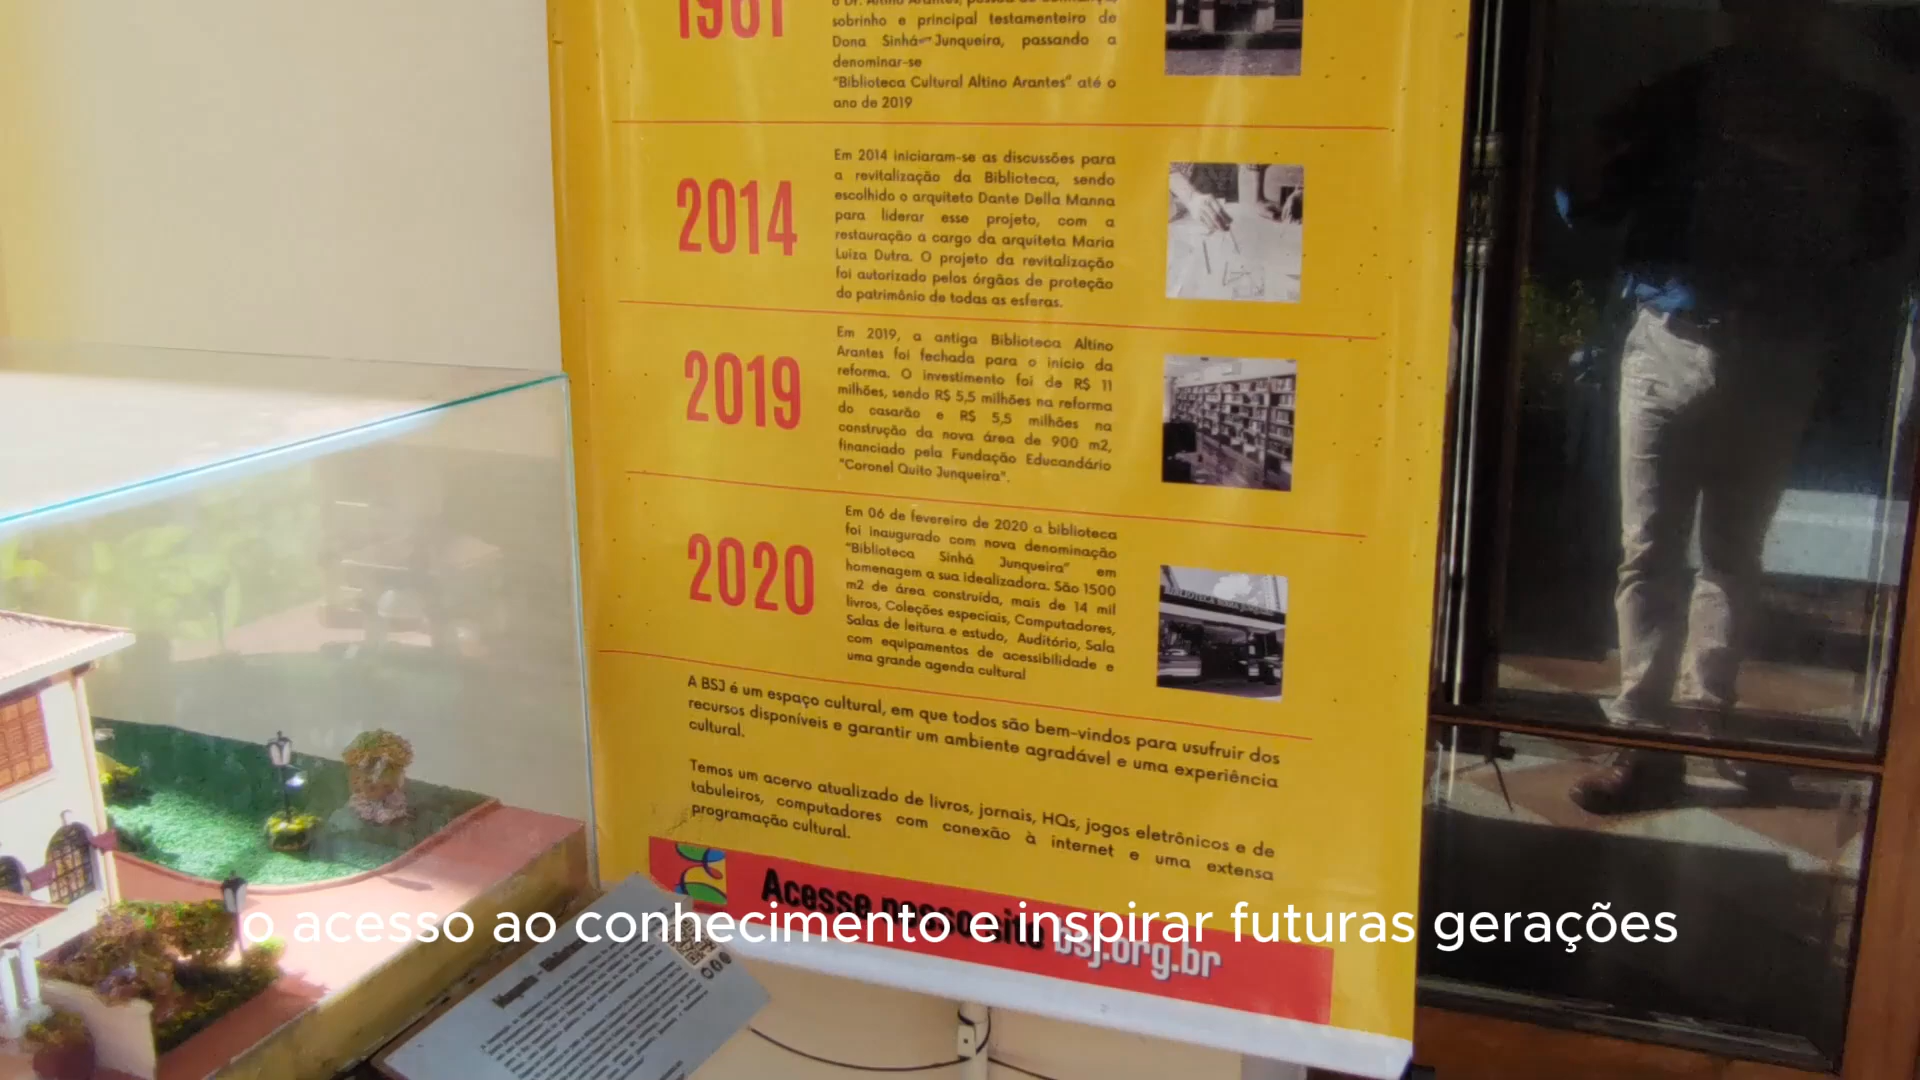 1961
sobrinho e principal testamenteiro de
Dona Sinhá Junqueira, passando a
denominar-se
"Biblioteca Cultural Altino Arantes" até o
ano de 2019
2014
Em 2014 iniciaram-se as discussões para
a revitalização da Biblioteca, sendo
escolhido o arquiteto Dante Della Manna
para liderar esse projeto, com a
restauração a cargo da arquiteta Maria
Luiza Dutra. O projeto da revitalização
foi autorizado pelos órgãos de proteção
do patrimônio de todas as esferas.
2019
Em 2019, a antiga Biblioteca Altino
Arantes foi fechada para o início da
reforma. O investimento foi de R$ 11
milhões, sendo R$ 5,5 milhões na reforma
do casarão e R$ 5,5 milhões na
construção da nova área de 900 m2,
financiado pela Fundação Educandário
"Coronel Quito Junqueira".
2020
Em 06 de fevereiro de 2020 a biblioteca
foi inaugurado com nova denominação
"Biblioteca Sinhá Junqueira" em
homenagem a sua idealizadora. São 1500
m2 de área construída, mais de 14 mil
livros, Coleções especiais, Computadores,
Salas de leitura e estudo, Auditório, Sala
com equipamentos de acessibilidade e
uma grande agenda cultural
A BSJ é um espaço cultural, em que todos são bem-vindos para usufruir dos
recursos disponíveis e garantir um ambiente agradável e uma experiência
cultural.
Temos um acervo atualizado de livros, jornais, HQs, jogos eletrônicos e de
tabuleiros, computadores com conexão à internet e uma extensa
programação cultural.
Acesse nosso site bsj.org.br
o acesso ao conhecimento e inspirar futuras gerações